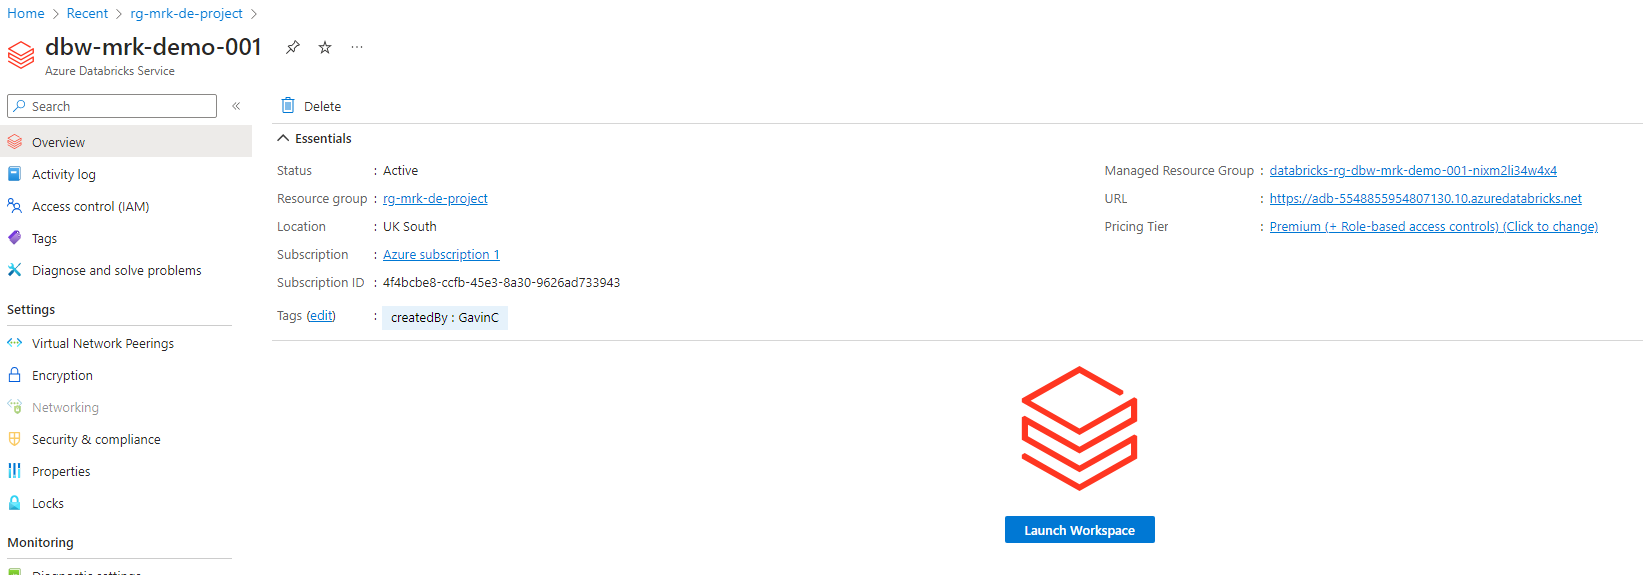 Home > Recent > rg-mrk-de-project >
dbw-mrk-demo-001
Azure Databricks Service
Search
«
Delete
Overview
Activity log
Access control (IAM)
Tags
Diagnose and solve problems
Settings
Virtual Network Peerings
Encryption
Networking
Security & compliance
Properties
Locks
Monitoring
Diagnostic settings
Essentials
Status : Active
Resource group : rg-mrk-de-project
Location : UK South
Subscription : Azure subscription 1
Subscription ID : 4f4bcbe8-ccfb-45e3-8a30-9626ad733943
Tags (edit) : createdBy : GavinC
Managed Resource Group : databricks-rg-dbw-mrk-demo-001-nixm2li34w4x4
URL : https://adb-5548855954807130.10.azuredatabricks.net
Pricing Tier : Premium (+ Role-based access controls) (Click to change)
Launch Workspace